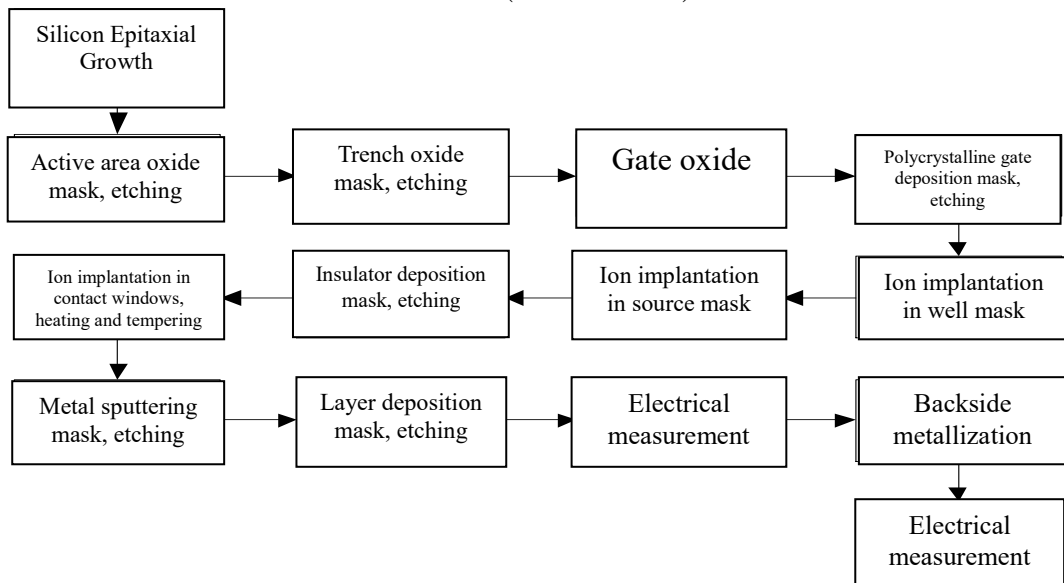 Silicon Epitaxial
Growth
Active area oxide
mask, etching
Trench oxide
mask, etching
Gate oxide
Polycrystalline gate
deposition mask,
etching
Ion implantation in
contact windows,
heating and tempering
Insulator deposition
mask, etching
Ion implantation
in source mask
Ion implantation
in well mask
Metal sputtering
mask, etching
Layer deposition
mask, etching
Electrical
measurement
Backside
metallization
Electrical
measurement